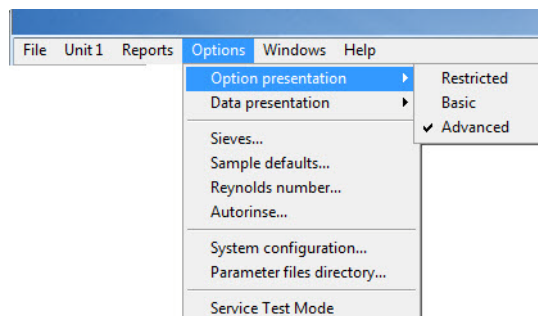 File Unit 1 Reports Options Windows Help
Option presentation
Restricted
Data presentation
Basic
Advanced
Sieves...
Sample defaults...
Reynolds number...
Autorinse...
System configuration...
Parameter files directory...
Service Test Mode